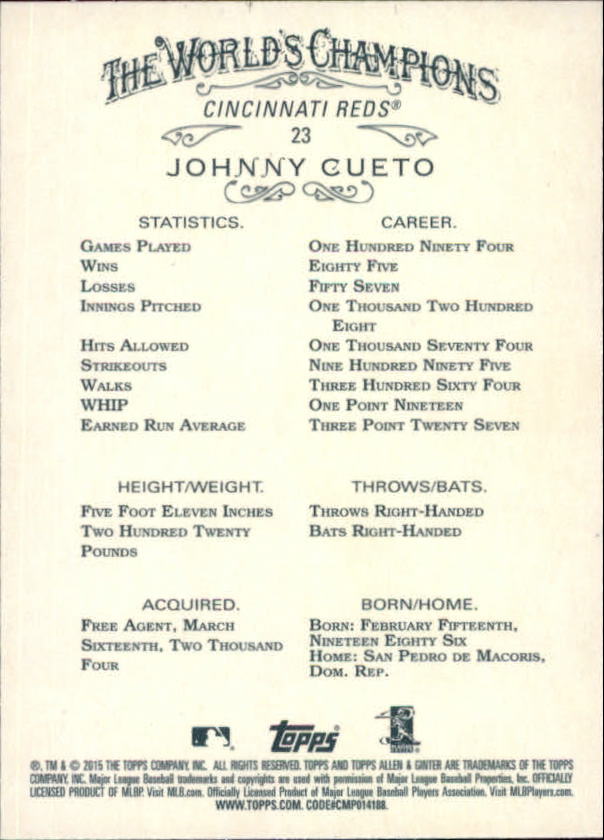 THE WORLD'S CHAMPIONS
CINCINNATI REDS®
23
JOHNNY CUETO
STATISTICS. CAREER.
GAMES PLAYED ONE HUNDRED NINETY FOUR
WINS EIGHTY FIVE
LOSSES FIFTY SEVEN
INNINGS PITCHED ONE THOUSAND TWO HUNDRED
EIGHT
HITS ALLOWED ONE THOUSAND SEVENTY FOUR
STRIKEOUTS NINE HUNDRED NINETY FIVE
WALKS THREE HUNDRED SIXTY FOUR
WHIP ONE POINT NINETEEN
EARNED RUN AVERAGE THREE POINT TWENTY SEVEN
HEIGHT/WEIGHT. THROWS/BATS.
FIVE FOOT ELEVEN INCHES THROWS RIGHT-HANDED
TWO HUNDRED TWENTY BATS RIGHT-HANDED
POUNDS
ACQUIRED. BORN/HOME.
FREE AGENT, MARCH BORN: FEBRUARY FIFTEENTH,
SIXTEENTH, TWO THOUSAND NINETEEN EIGHTY SIX
FOUR HOME: SAN PEDRO DE MACORIS,
DOM. REP.
topps
®, TM & © 2015 THE TOPPS COMPANY, INC. ALL RIGHTS RESERVED. TOPPS AND TOPPS ALLEN & GINTER ARE TRADEMARKS OF THE TOPPS
COMPANY, INC. Major League Baseball trademarks and copyrights are used with permission of Major League Baseball Properties, Inc. OFFICIALLY
LICENSED PRODUCT OF MLBP. Visit MLB.com. Officially Licensed Product of Major League Baseball Players Association. Visit MLBPlayers.com.
WWW.TOPPS.COM. CODE#CMP014188.